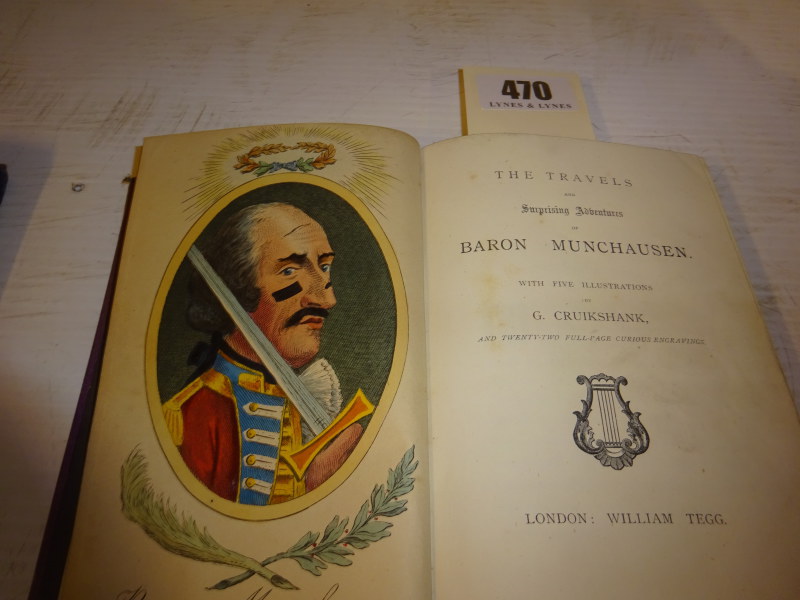 470
LYNES & LYNES
THE TRAVELS
AND
Surprising Adventures
OF
BARON MUNCHAUSEN.
WITH FIVE ILLUSTRATIONS
BY
G. CRUIKSHANK,
AND TWENTY-TWO FULL-PAGE CURIOUS ENGRAVINGS.
LONDON: WILLIAM TEGG.